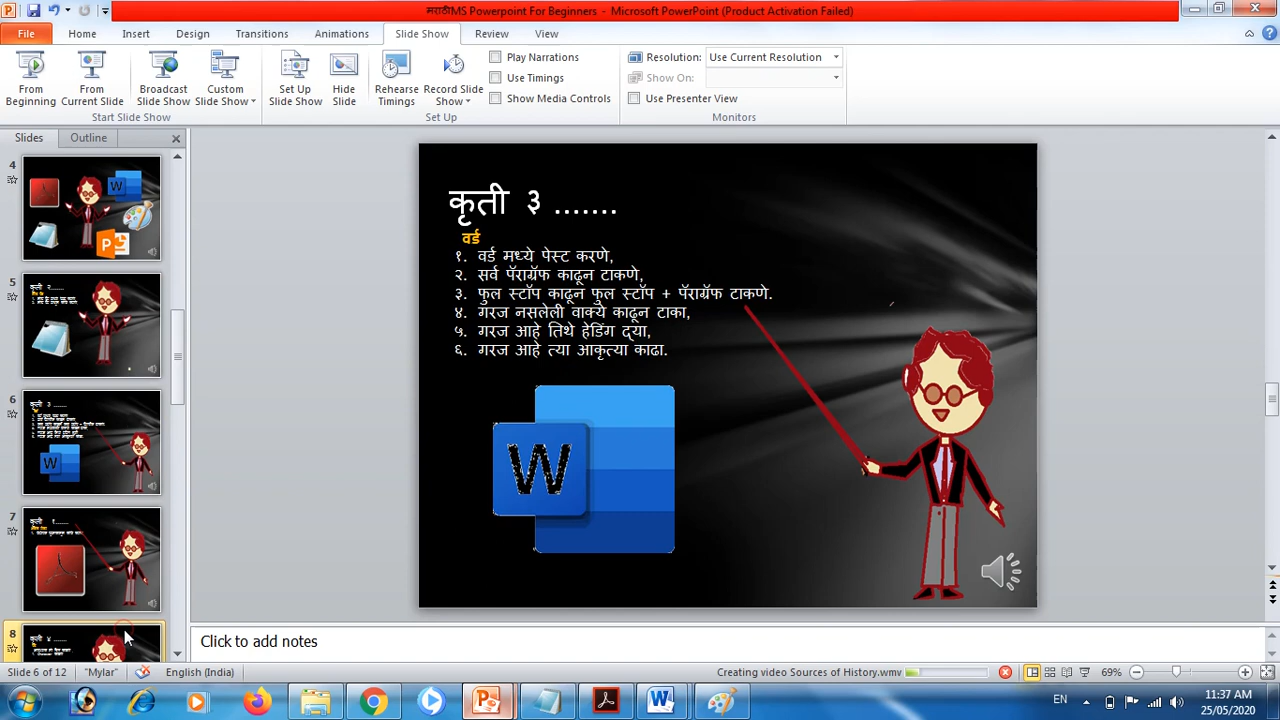 मराठीMS Powerpoint For Beginners - Microsoft PowerPoint (Product Activation Failed)
File Home Insert Design Transitions Animations Slide Show Review View
From Beginning
From Current Slide
Broadcast Slide Show
Custom Slide Show
Start Slide Show
Set Up Slide Show
Hide Slide
Rehearse Timings
Record Slide Show
Play Narrations
Use Timings
Show Media Controls
Set Up
Resolution: Use Current Resolution
Show On:
Use Presenter View
Monitors
Slides Outline
4
5
6
7
8
कृती ३ .......
वर्ड
१. वर्ड मध्ये पेस्ट करणे,
२. सर्व पॅराग्रॅफ काढून टाकणे,
३. फुल स्टॉप काढून फूल स्टॉप + पॅराग्रॅफ टाकणे.
४. गरज नसलेली वाक्ये काढून टाका,
५. गरज आहे तिथे हेडिंग द्या,
६. गरज आहे त्या आकृत्या काढा.
W
Click to add notes
Slide 6 of 12 "Mylar" English (India) Creating video Sources of History.wmv 69%
EN 11:37 AM
25/05/2020